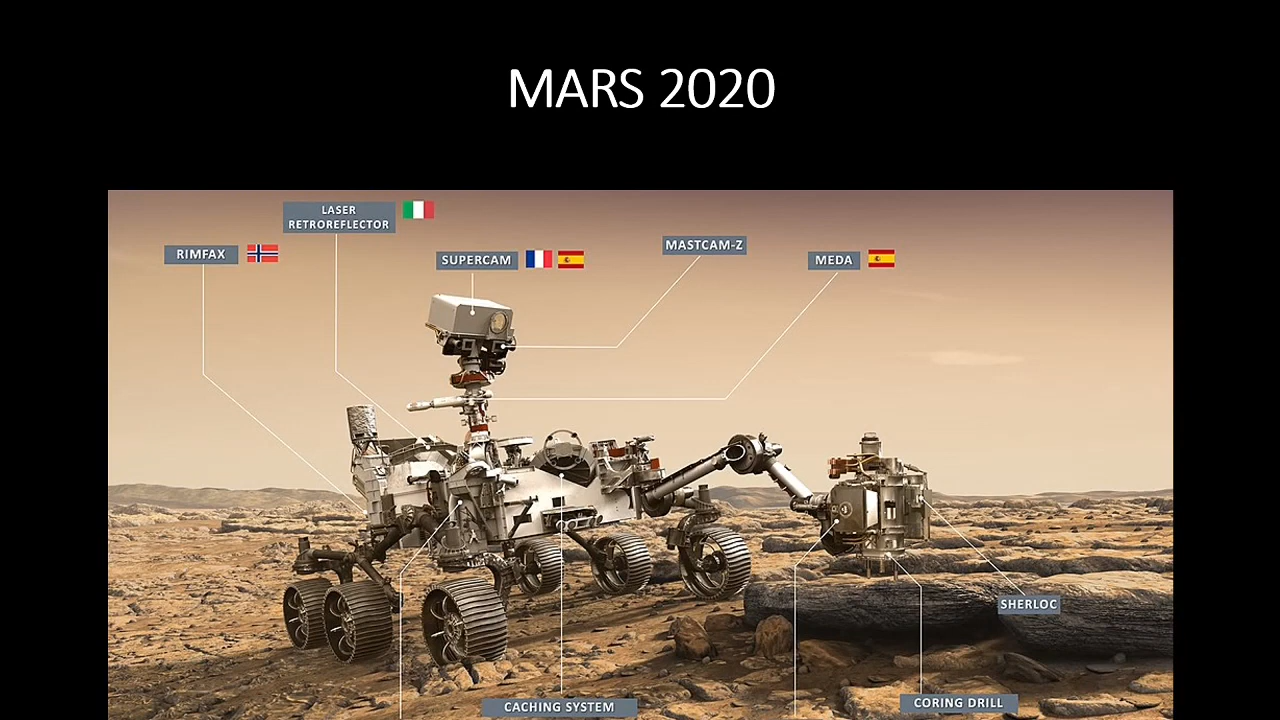 MARS 2020
LASER
RETROREFLECTOR
RIMFAX
SUPERCAM
MASTCAM-Z
MEDA
SHERLOC
CACHING SYSTEM
CORING DRILL